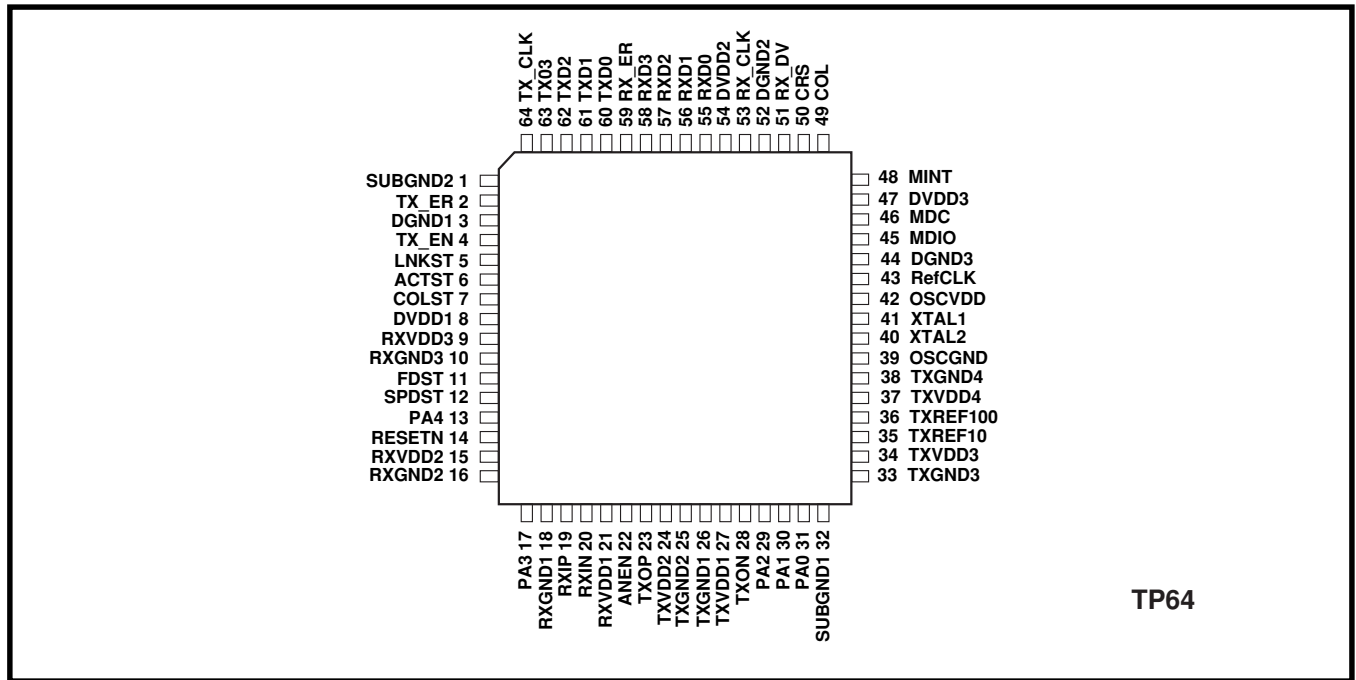 64 TX_CLK
63 TX03
62 TXD2
61 TXD1
60 TXD0
59 RX_ER
58 RXD3
57 RXD2
56 RXD1
55 RXD0
54 DVDD2
53 RX_CLK
52 DGND2
51 RX_DV
50 CRS
49 COL
SUBGND2 1
TX_ER 2
DGND1 3
TX_EN 4
LNKST 5
ACTST 6
COLST 7
DVDD1 8
RXVDD3 9
RXGND3 10
FDST 11
SPDST 12
PA4 13
RESETN 14
RXVDD2 15
RXGND2 16
48 MINT
47 DVDD3
46 MDC
45 MDIO
44 DGND3
43 RefCLK
42 OSCVDD
41 XTAL1
40 XTAL2
39 OSCGND
38 TXGND4
37 TXVDD4
36 TXREF100
35 TXREF10
34 TXVDD3
33 TXGND3
PA3 17
RXGND1 18
RXIP 19
RXIN 20
RXVDD1 21
ANEN 22
TXOP 23
TXVDD2 24
TXGND2 25
TXGND1 26
TXVDD1 27
TXON 28
PA2 29
PA1 30
PA0 31
SUBGND1 32
TP64